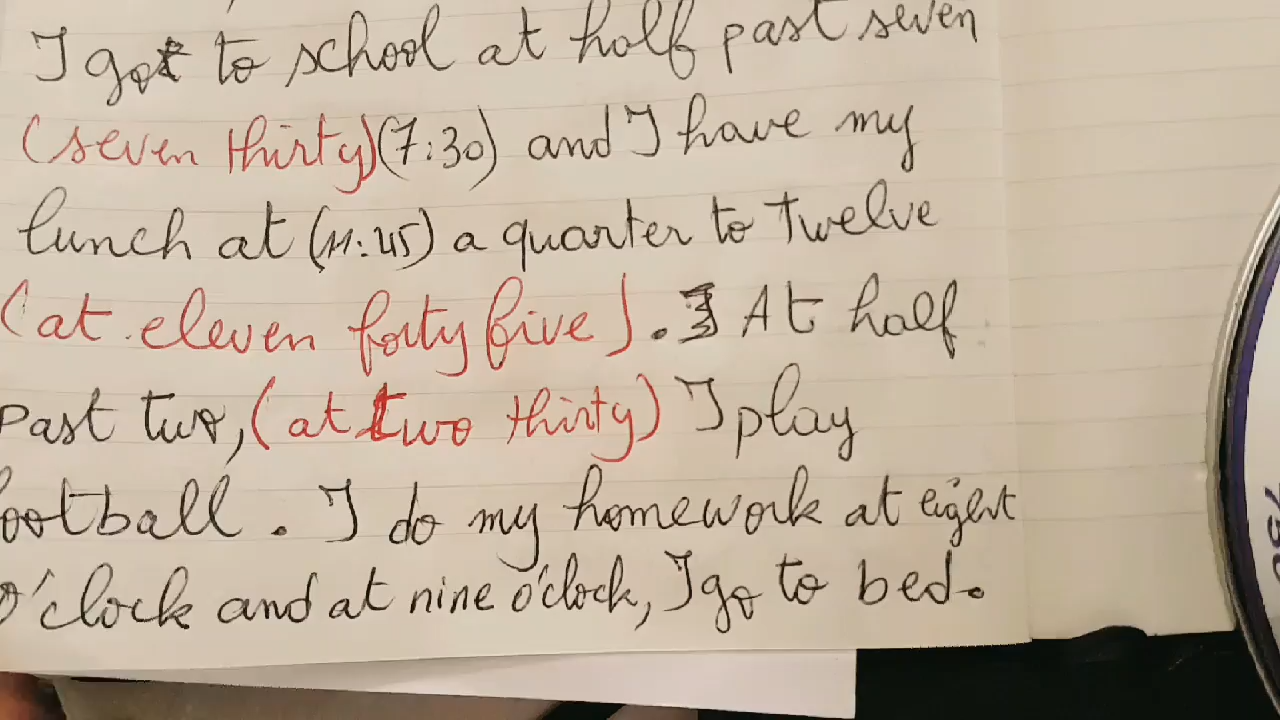 I go to school at half past seven
(seven thirty)(7:30) and I have my
lunch at (11:45) a quarter to twelve
(at eleven forty five). At half
past two, (at two thirty) I play
ootball. I do my homework at eight
o'clock and at nine o'clock, I go to bed.